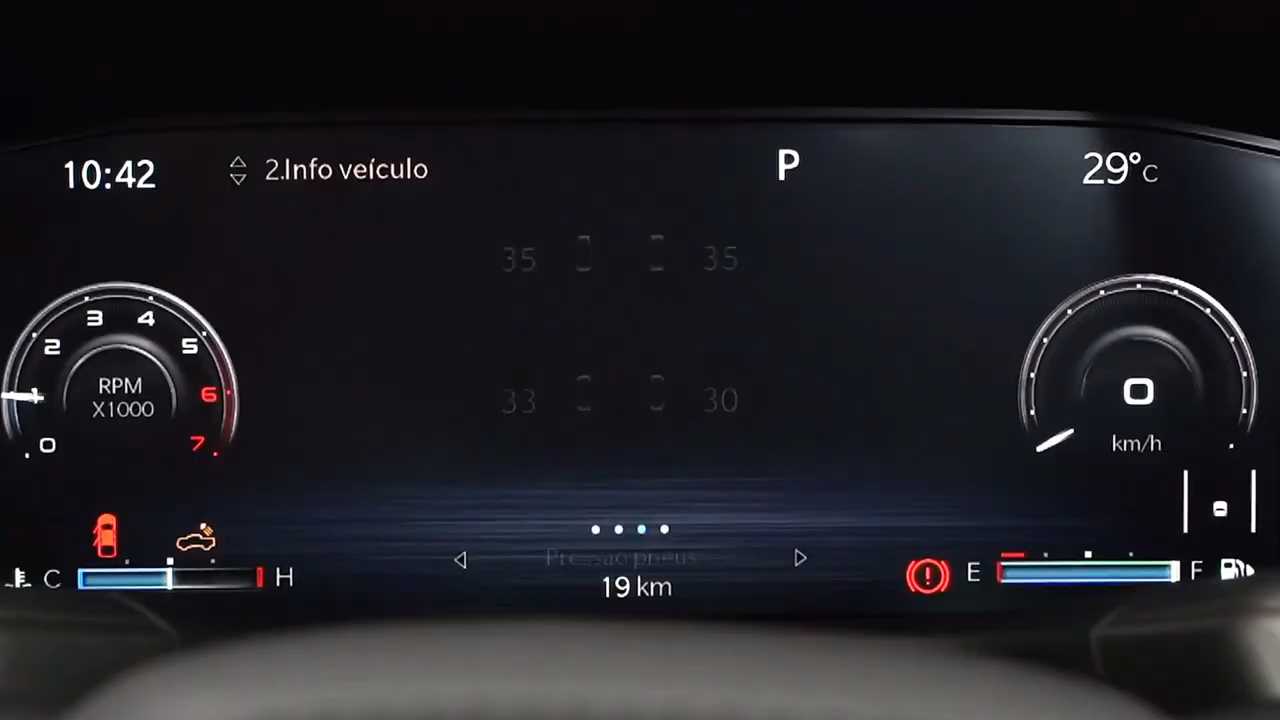 10:42
2.Info veículo
P
29°C
35 35
33 30
0 1 2 3 4 5 6 7
RPM
X1000
0
km/h
Pressão pneus
19 km
C H
E F